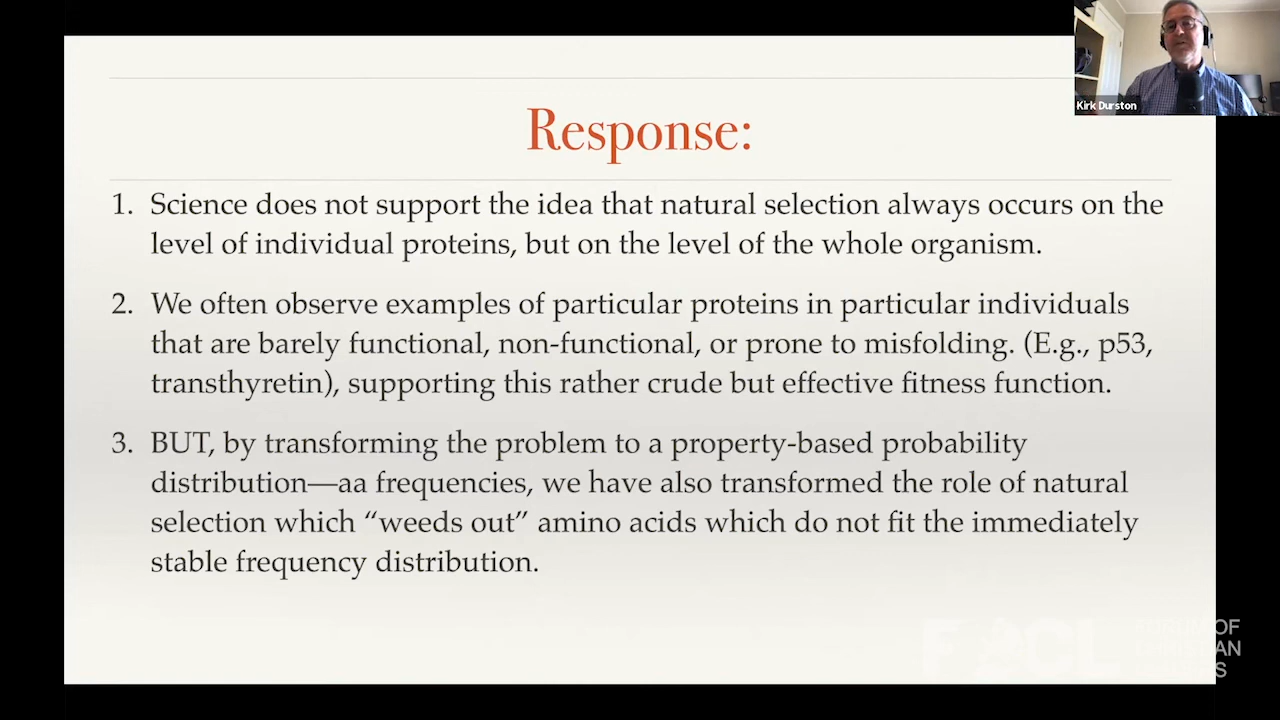 Kirk Durston
Response:
1. Science does not support the idea that natural selection always occurs on the
level of individual proteins, but on the level of the whole organism.
2. We often observe examples of particular proteins in particular individuals
that are barely functional, non-functional, or prone to misfolding. (E.g., p53,
transthyretin), supporting this rather crude but effective fitness function.
3. BUT, by transforming the problem to a property-based probability
distribution—aa frequencies, we have also transformed the role of natural
selection which “weeds out” amino acids which do not fit the immediately
stable frequency distribution.